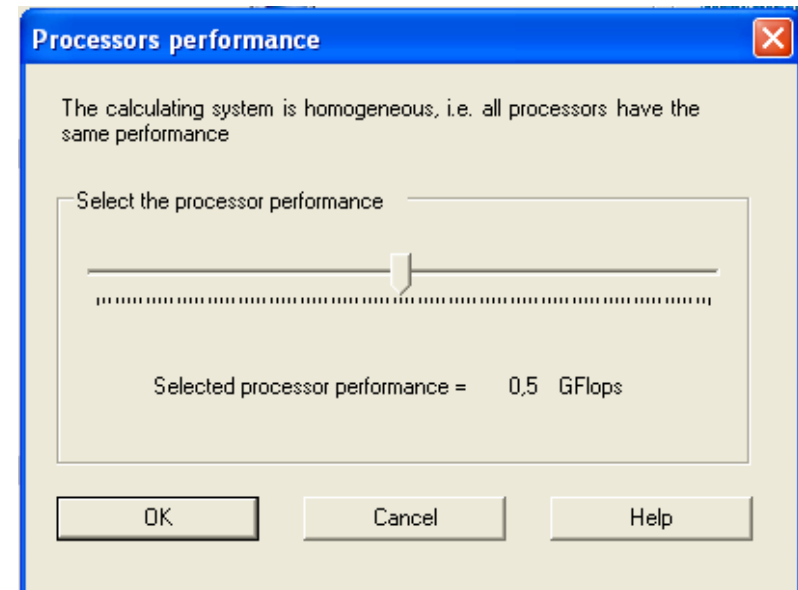 Processors performance
The calculating system is homogeneous, i.e. all processors have the
same performance
Select the processor performance
Selected processor performance = 0,5 GFlops
OK Cancel Help